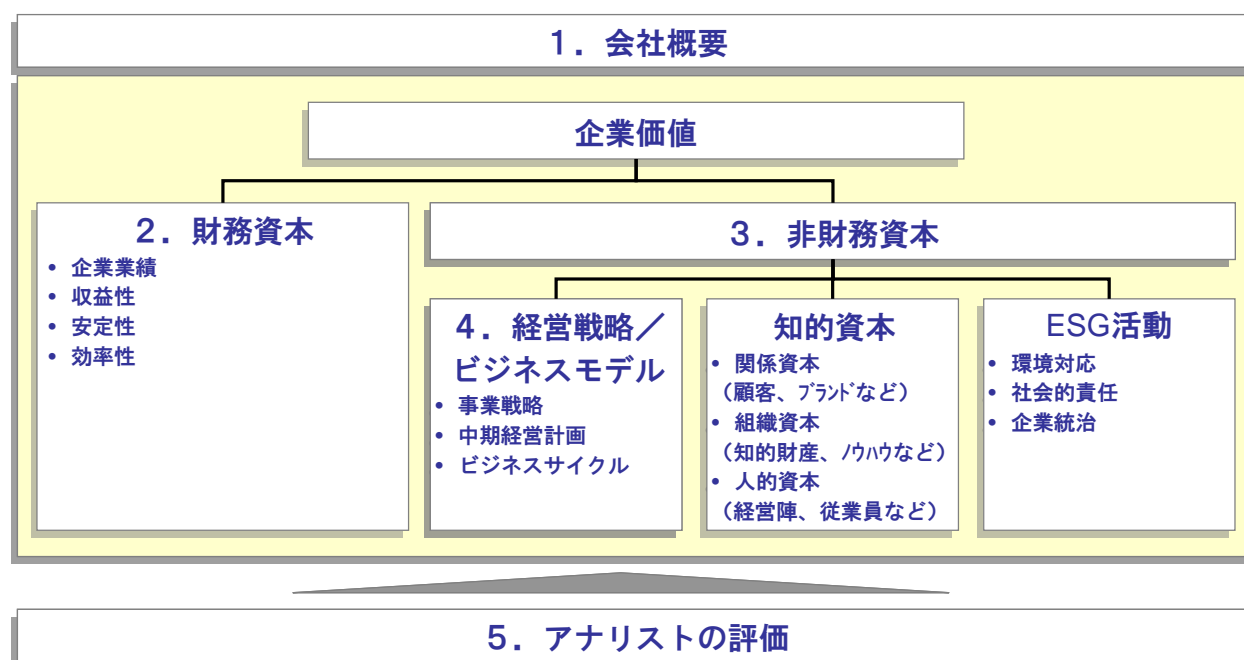 １．会社概要
企業価値
２．財務資本
• 企業業績
• 収益性
• 安定性
• 効率性
３．非財務資本
４．経営戦略／
ビジネスモデル
• 事業戦略
• 中期経営計画
• ビジネスサイクル
知的資本
• 関係資本
（顧客、ﾌﾞﾗﾝﾄﾞなど）
• 組織資本
（知的財産、ﾉｳﾊｳなど）
• 人的資本
（経営陣、従業員など）
ESG活動
• 環境対応
• 社会的責任
• 企業統治
５．アナリストの評価